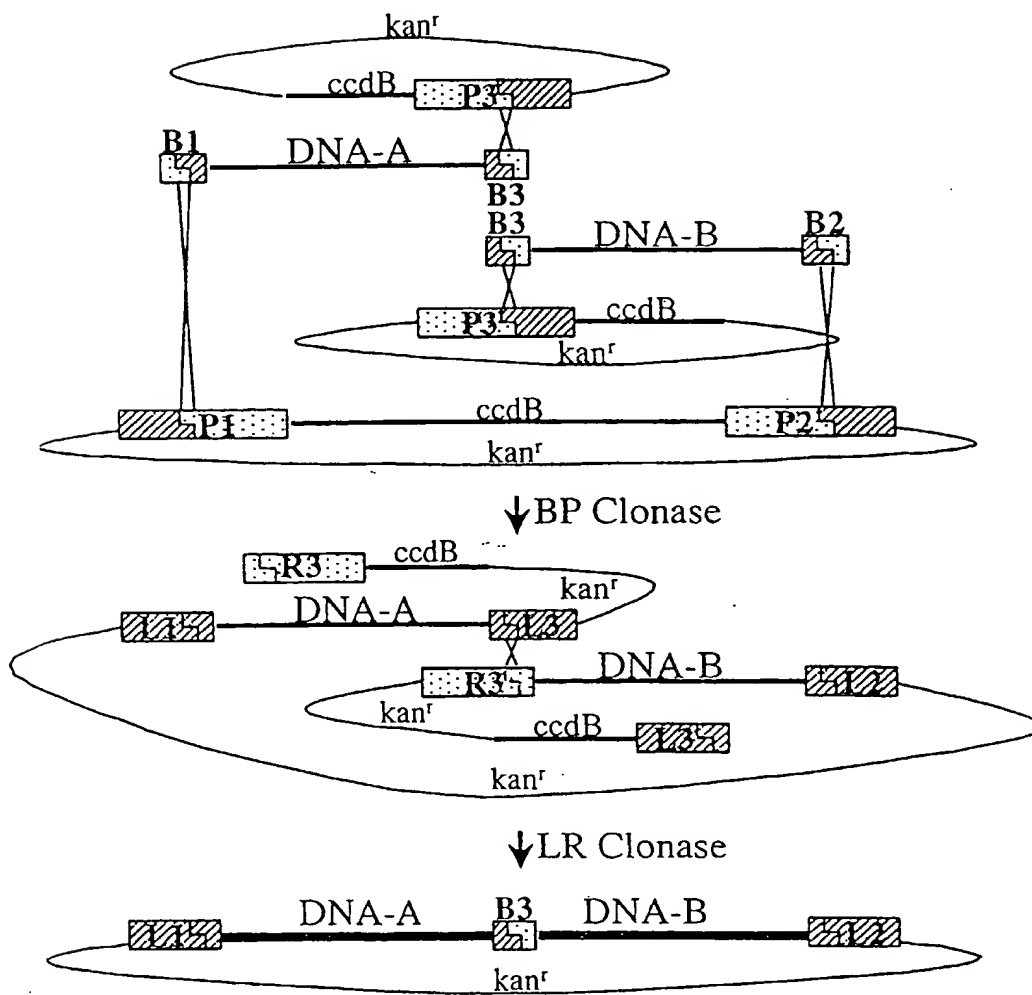 kanʳ
ccdB P3
B1 DNA-A
B3
B3 DNA-B B2
P3 ccdB
kanʳ
P1 ccdB P2
kanʳ
BP Clonase
R3 ccdB
kanʳ
L1 DNA-A L3
R3 DNA-B L2
kanʳ
ccdB L3
kanʳ
LR Clonase
L1 DNA-A B3 DNA-B L2
kanʳ